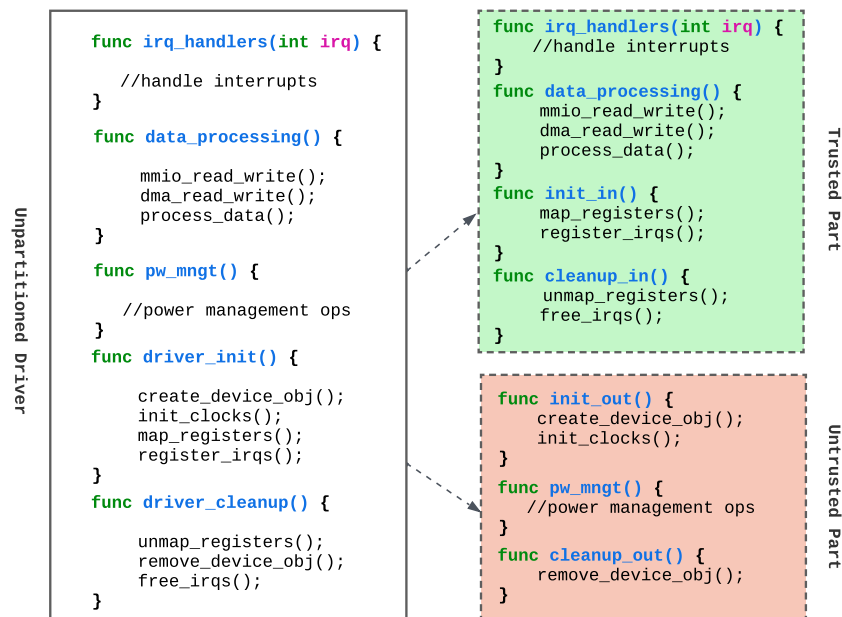 Unpartitioned Driver
func irq_handlers(int irq) {
//handle interrupts
}
func data_processing() {
mmio_read_write();
dma_read_write();
process_data();
}
func pw_mngt() {
//power management ops
}
func driver_init() {
create_device_obj();
init_clocks();
map_registers();
register_irqs();
}
func driver_cleanup() {
unmap_registers();
remove_device_obj();
free_irqs();
}
func irq_handlers(int irq) {
//handle interrupts
}
func data_processing() {
mmio_read_write();
dma_read_write();
process_data();
}
func init_in() {
map_registers();
register_irqs();
}
func cleanup_in() {
unmap_registers();
free_irqs();
}
Trusted Part
func init_out() {
create_device_obj();
init_clocks();
}
func pw_mngt() {
//power management ops
}
func cleanup_out() {
remove_device_obj();
}
Untrusted Part